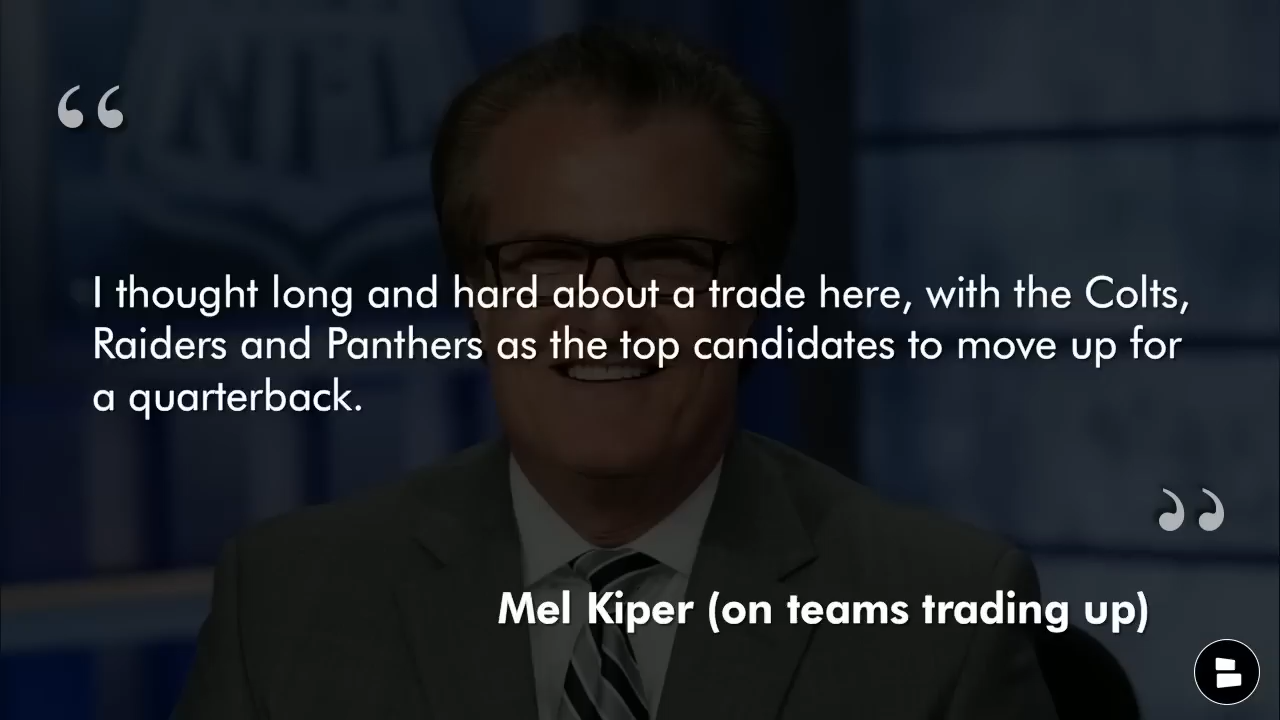 “
I thought long and hard about a trade here, with the Colts,
Raiders and Panthers as the top candidates to move up for
a quarterback.
”
Mel Kiper (on teams trading up)